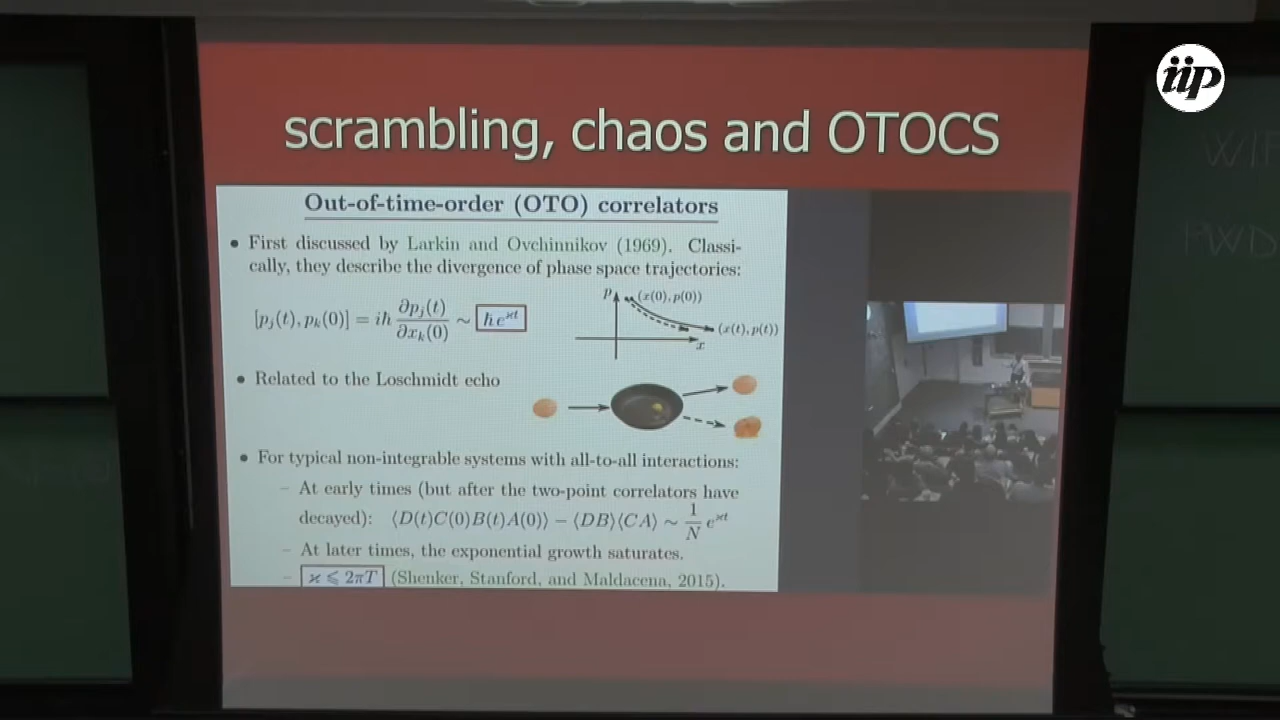 iip
scrambling, chaos and OTOCS
Out-of-time-order (OTO) correlators
• First discussed by Larkin and Ovchinnikov (1969). Classi-
cally, they describe the divergence of phase space trajectories:
[p_j(t), p_k(0)] = iħ ∂p_j(t)/∂x_k(0) ~ ħ e^{ϰt}
p
(x(0), p(0))
(x(t), p(t))
x
• Related to the Loschmidt echo
• For typical non-integrable systems with all-to-all interactions:
– At early times (but after the two-point correlators have
decayed): ⟨D(t)C(0)B(t)A(0)⟩ − ⟨DB⟩⟨CA⟩ ~ 1/N e^{ϰt}
– At later times, the exponential growth saturates.
– ϰ ⩽ 2πT (Shenker, Stanford, and Maldacena, 2015).
PWD